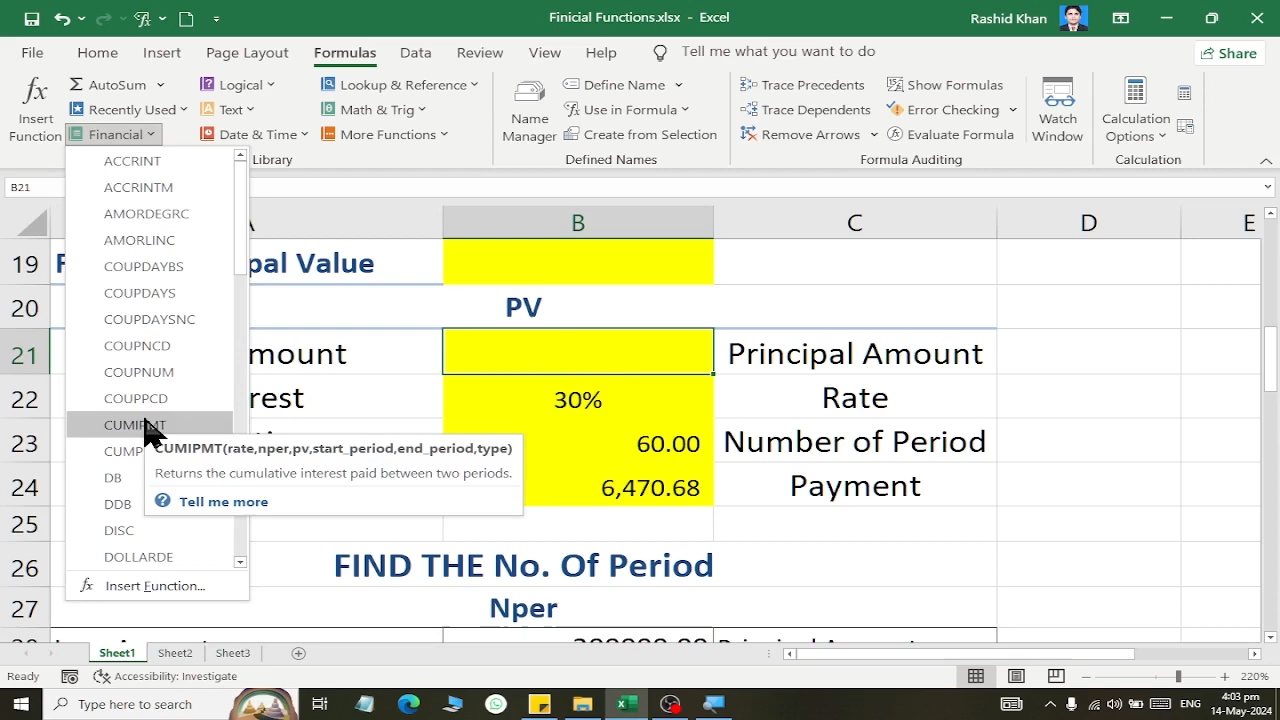 Finicial Functions.xlsx - Excel
Rashid Khan
File Home Insert Page Layout Formulas Data Review View Help Tell me what you want to do Share
fx Insert Function
AutoSum
Recently Used
Financial
Logical
Text
Date & Time
Lookup & Reference
Math & Trig
More Functions
Library
Name Manager
Define Name
Use in Formula
Create from Selection
Defined Names
Trace Precedents
Trace Dependents
Remove Arrows
Show Formulas
Error Checking
Evaluate Formula
Formula Auditing
Watch Window
Calculation Options
Calculation
B21
ACCRINT
ACCRINTM
AMORDEGRC
AMORLINC
COUPDAYBS
COUPDAYS
COUPDAYSNC
COUPNCD
COUPNUM
COUPPCD
CUMIPMT
CUMP
DB
DDB
DISC
DOLLARDE
fx Insert Function...
CUMIPMT(rate,nper,pv,start_period,end_period,type)
Returns the cumulative interest paid between two periods.
Tell me more
A B C D E
19 F pal Value
20 PV
21 mount Principal Amount
22 rest 30% Rate
23 60.00 Number of Period
24 6,470.68 Payment
25
26 FIND THE No. Of Period
27 Nper
Sheet1 Sheet2 Sheet3
Ready Accessibility: Investigate 220%
Type here to search
4:03 pm
14-May-2024